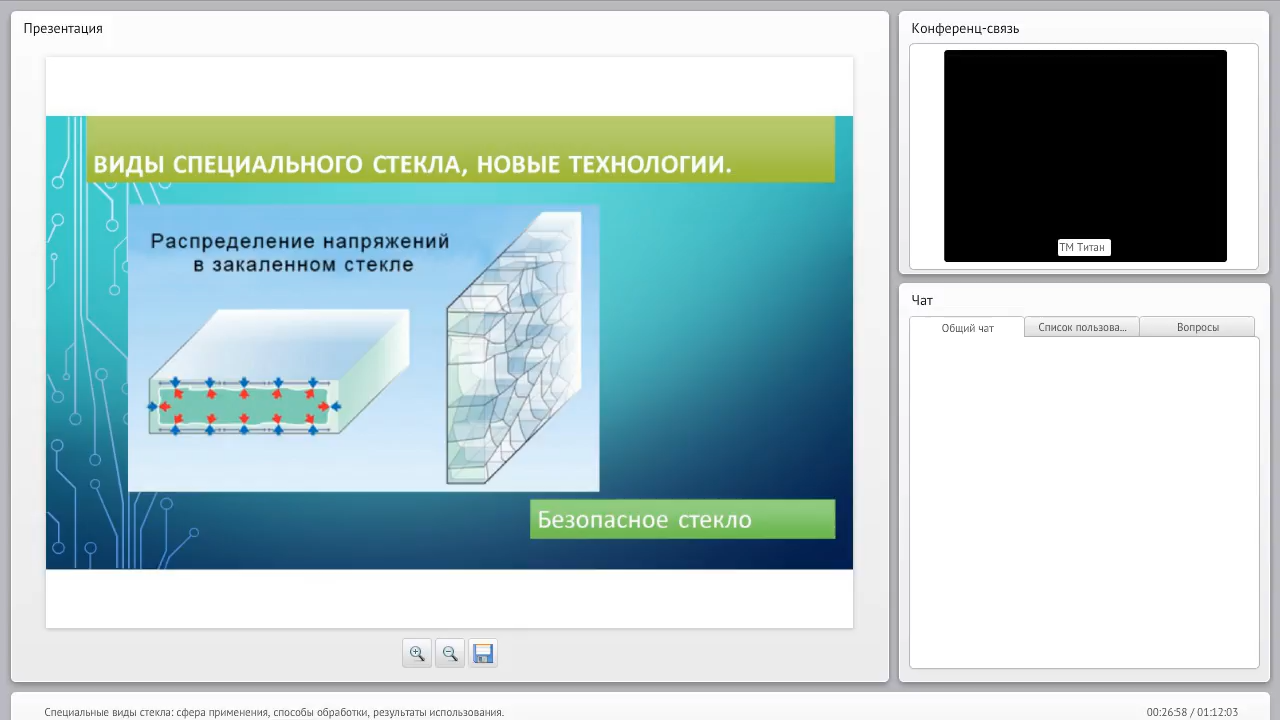 Презентация
ВИДЫ СПЕЦИАЛЬНОГО СТЕКЛА, НОВЫЕ ТЕХНОЛОГИИ.
Распределение напряжений
в закаленном стекле
Безопасное стекло
Конференц-связь
ТМ Титан
Чат
Общий чат
Список пользова...
Вопросы
Специальные виды стекла: сфера применения, способы обработки, результаты использования.
00:26:58 / 01:12:03